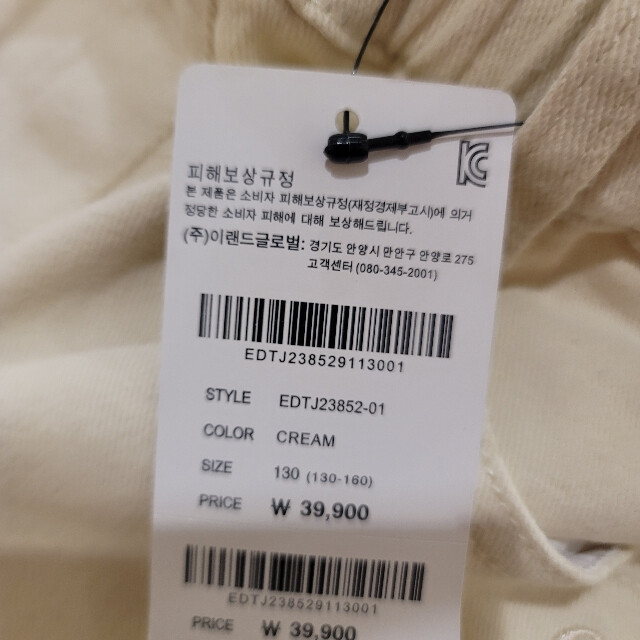 피해보상규정
본 제품은 소비자 피해보상규정(재정경제부고시)에 의거
정당한 소비자 피해에 대해 보상해드립니다.
(주)이랜드글로벌: 경기도 안양시 만안구 안양로 275
고객센터 (080-345-2001)
EDTJ238529113001
STYLE EDTJ23852-01
COLOR CREAM
SIZE 130 (130-160)
PRICE ₩ 39,900
EDTJ238529113001
PRICE ₩ 39,900